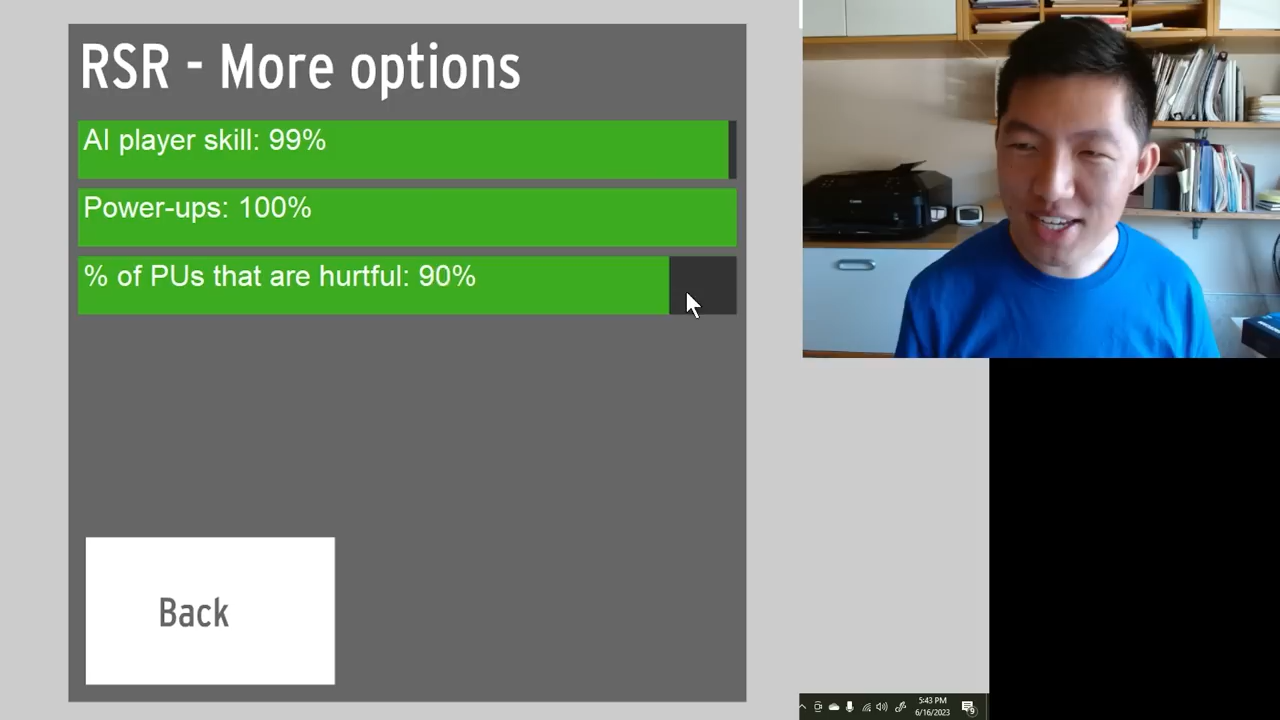 RSR - More options
AI player skill: 99%
Power-ups: 100%
% of PUs that are hurtful: 90%
Back
5:43 PM
6/16/2023